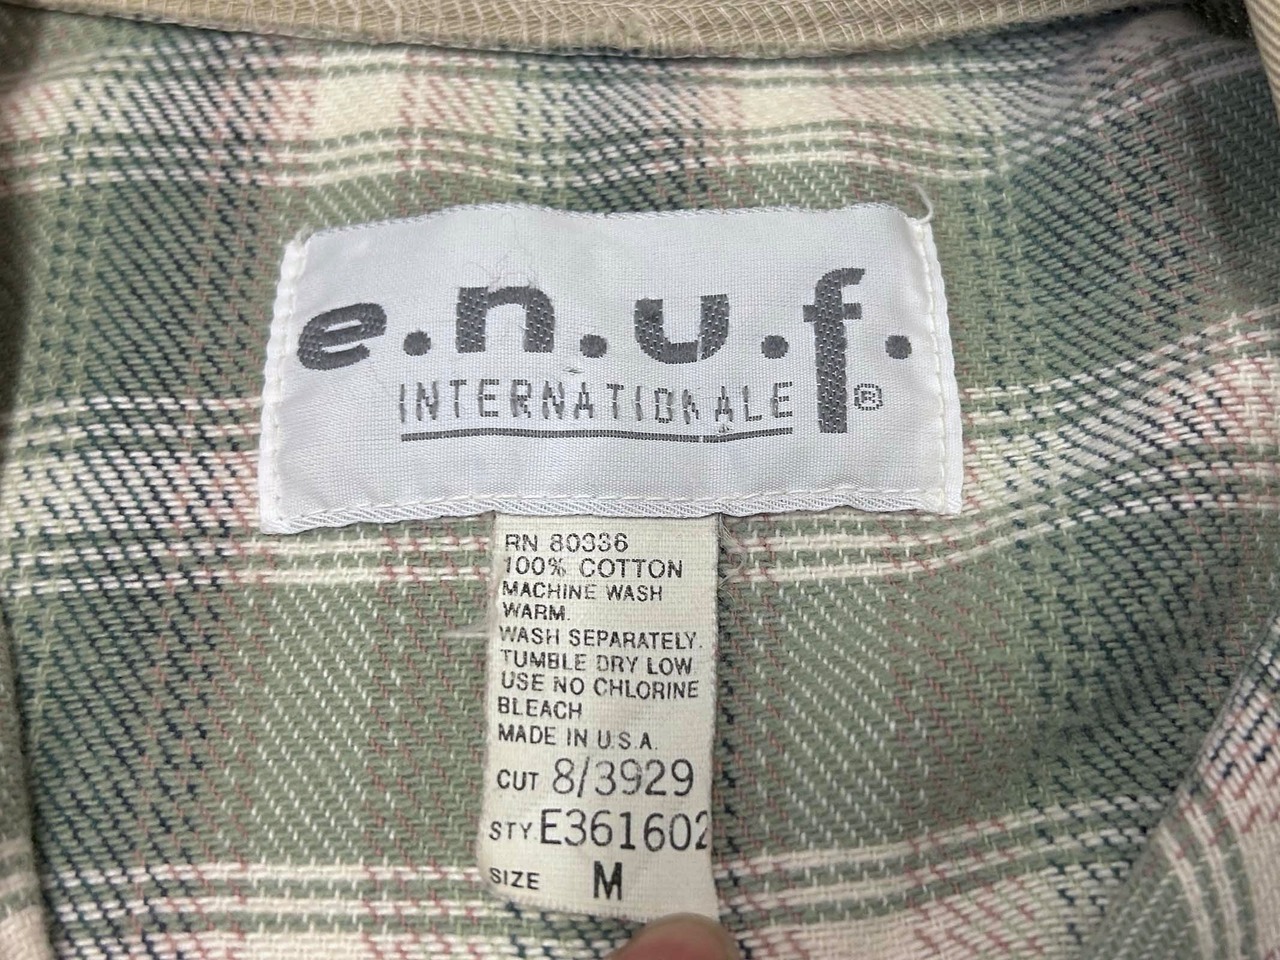 e.n.u.f.
INTERNATIONALE ®
RN 80336
100% COTTON
MACHINE WASH
WARM.
WASH SEPARATELY.
TUMBLE DRY LOW
USE NO CHLORINE
BLEACH
MADE IN U.S.A.
CUT 8/3929
STY. E361602
SIZE M